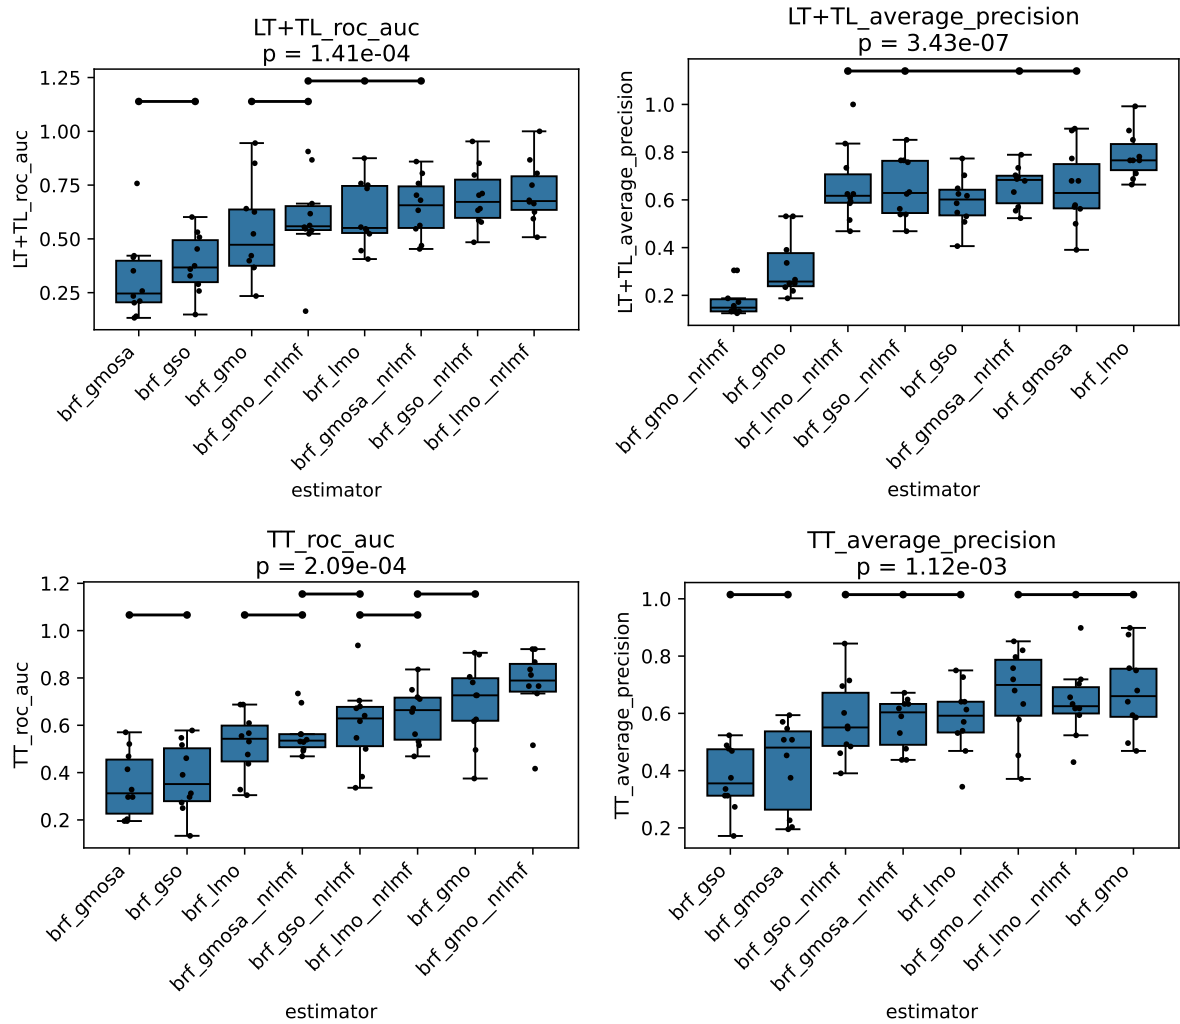 LT+TL_roc_auc
p = 1.41e-04
LT+TL_roc_auc
1.25
1.00
0.75
0.50
0.25
brf_gmosa
brf_gso
brf_gmo
brf_gmo__nrlmf
brf_lmo
brf_gmosa__nrlmf
brf_gso__nrlmf
brf_lmo__nrlmf
estimator
LT+TL_average_precision
p = 3.43e-07
LT+TL_average_precision
1.0
0.8
0.6
0.4
0.2
brf_gmo__nrlmf
brf_gmo
brf_lmo__nrlmf
brf_gso__nrlmf
brf_gso
brf_gmosa__nrlmf
brf_gmosa
brf_lmo
estimator
TT_roc_auc
p = 2.09e-04
TT_roc_auc
1.2
1.0
0.8
0.6
0.4
0.2
brf_gmosa
brf_gso
brf_lmo
brf_gmosa__nrlmf
brf_gso__nrlmf
brf_lmo__nrlmf
brf_gmo
brf_gmo__nrlmf
estimator
TT_average_precision
p = 1.12e-03
TT_average_precision
1.0
0.8
0.6
0.4
0.2
brf_gso
brf_gmosa
brf_gso__nrlmf
brf_gmosa__nrlmf
brf_lmo
brf_gmo__nrlmf
brf_lmo__nrlmf
brf_gmo
estimator